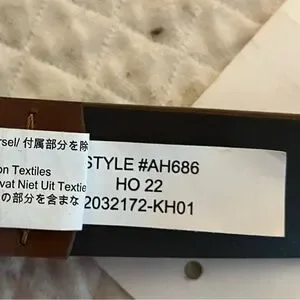 rsel/ 付属部分を除
on Textiles
vat Niet Uit Textie
の部分を含まな
STYLE #AH686
HO 22
2032172-KH01